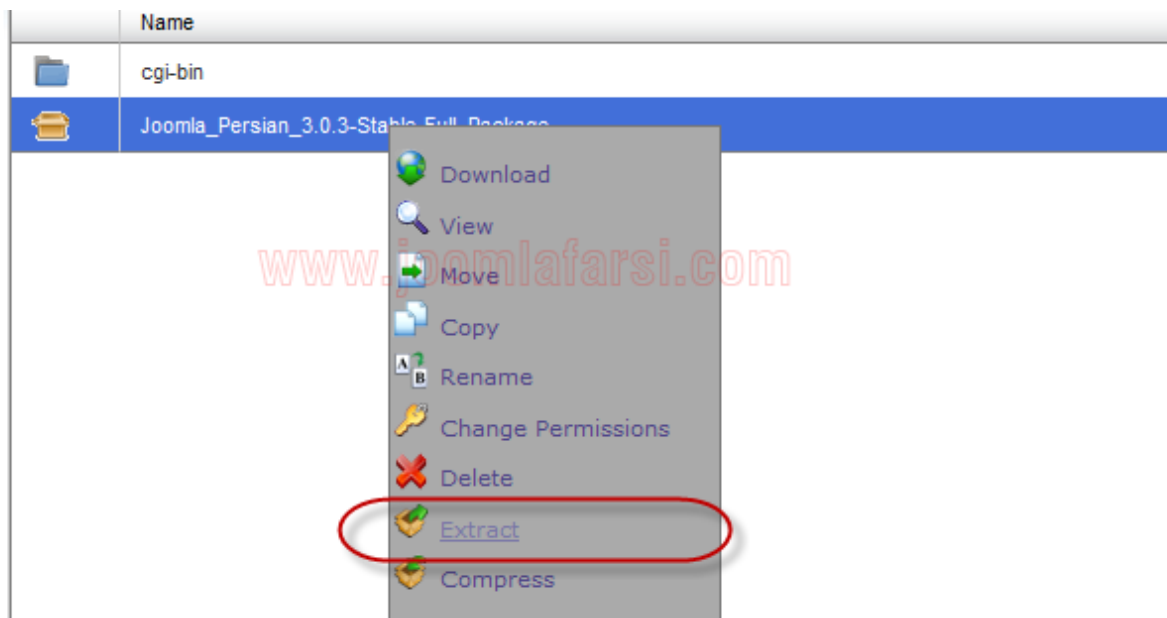 Name
cgi-bin
Joomla_Persian_3.0.3-Stable-Full_Package
Download
View
www.joomlafarsi.com
Move
Copy
Rename
Change Permissions
Delete
Extract
Compress